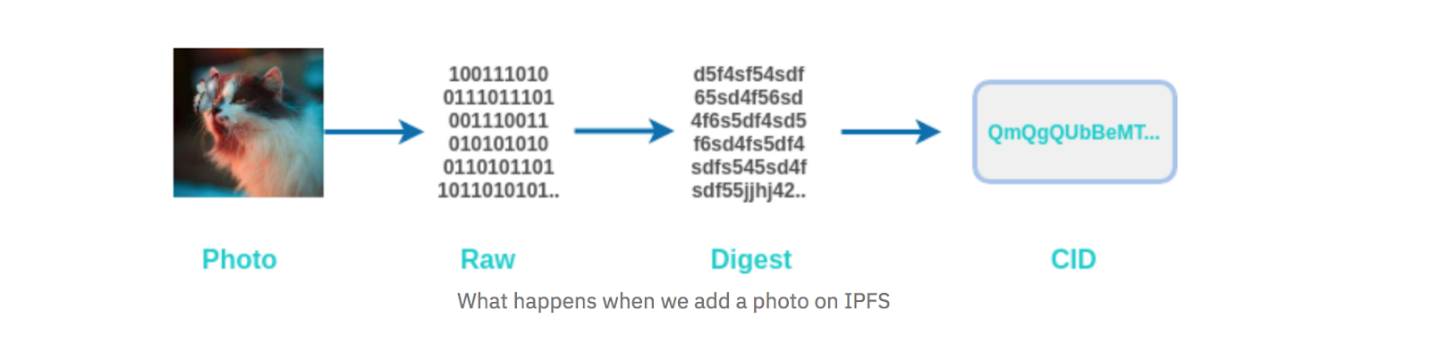 100111010
0111011101
001110011
010101010
0110101101
1011010101..
d5f4sf54sdf
65sd4f56sd
4f6s5df4sd5
f6sd4fs5df4
sdfs545sd4f
sdf55jjhj42..
QmQgQUbBeMT...
Photo
Raw
Digest
CID
What happens when we add a photo on IPFS